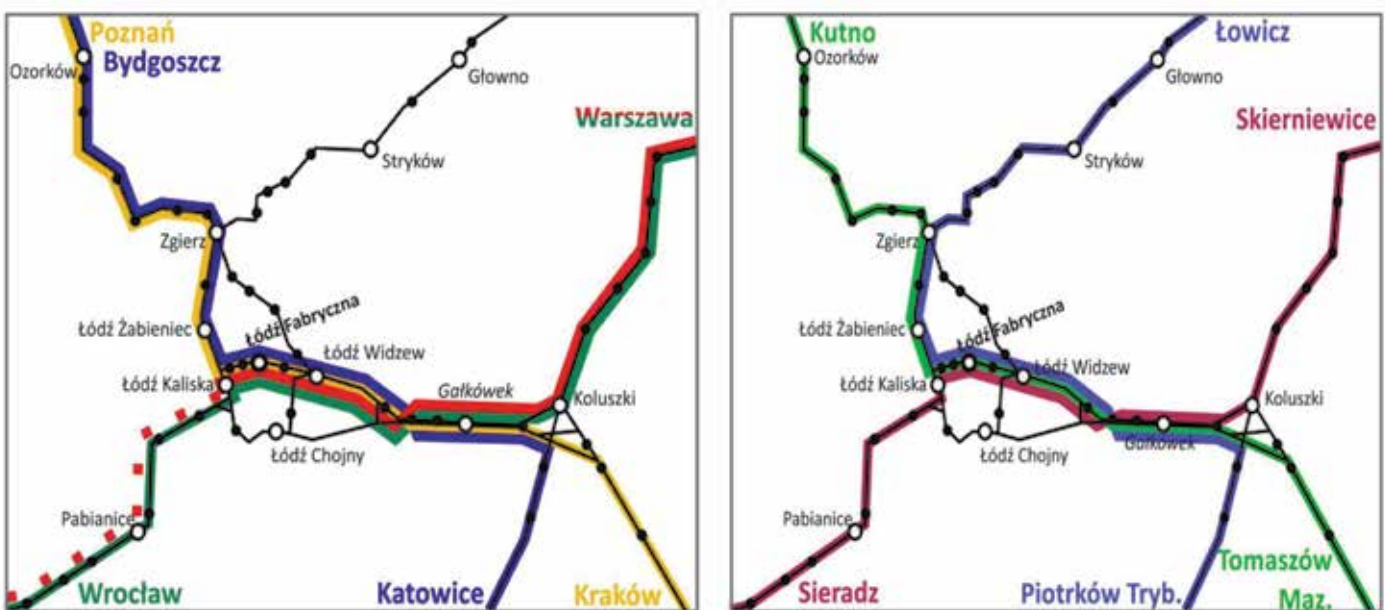 Poznań
Bydgoszcz
Ozorków
Głowno
Warszawa
Stryków
Zgierz
Łódź Żabieniec
Łódź Fabryczna
Łódź Widzew
Łódź Kaliska
Gałkówek
Koluszki
Łódź Chojny
Pabianice
Wrocław
Katowice
Kraków
Kutno
Ozorków
Łowicz
Głowno
Skierniewice
Stryków
Zgierz
Łódź Żabieniec
Łódź Fabryczna
Łódź Widzew
Łódź Kaliska
Koluszki
Gałkówek
Łódź Chojny
Pabianice
Sieradz
Piotrków Tryb.
Tomaszów
Maz.